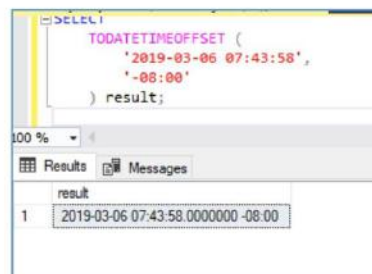 SELECT
TODATETIMEOFFSET (
'2019-03-06 07:43:58',
'-08:00'
) result;
100 %
Results Messages
result
1 2019-03-06 07:43:58.0000000 -08:00